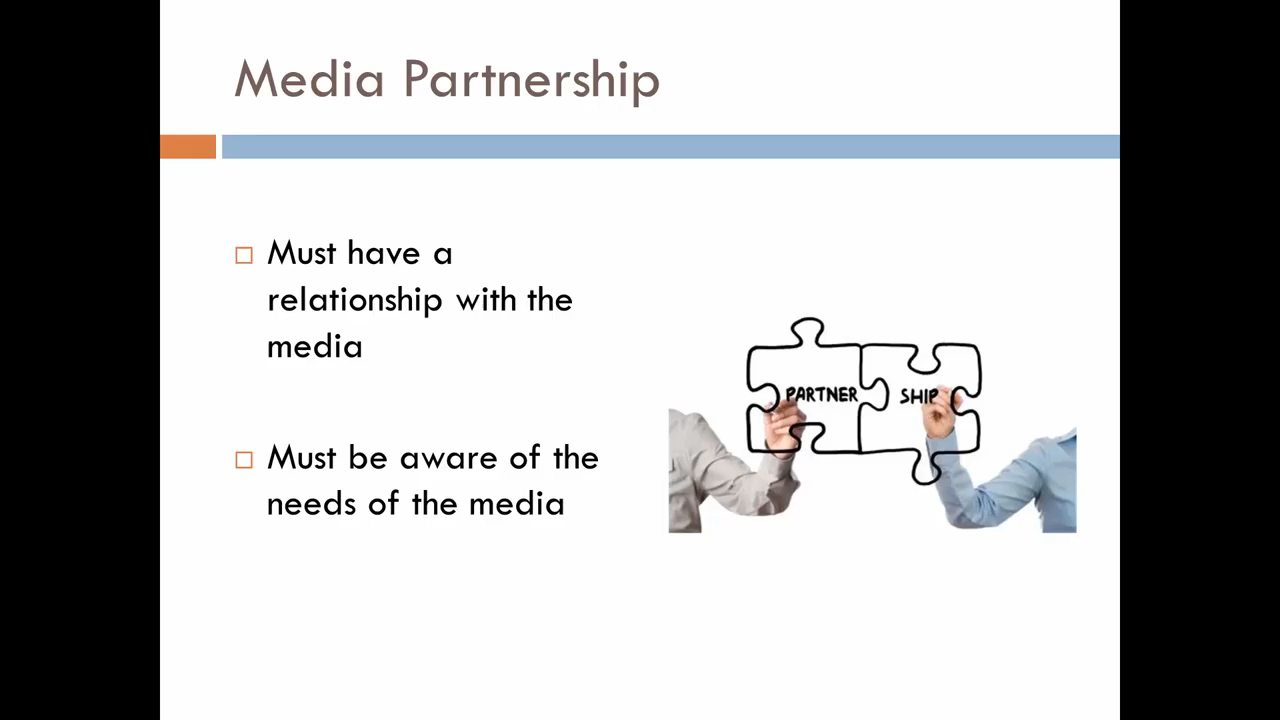 Media Partnership
Must have a
relationship with the
media
Must be aware of the
needs of the media
PARTNER SHIP